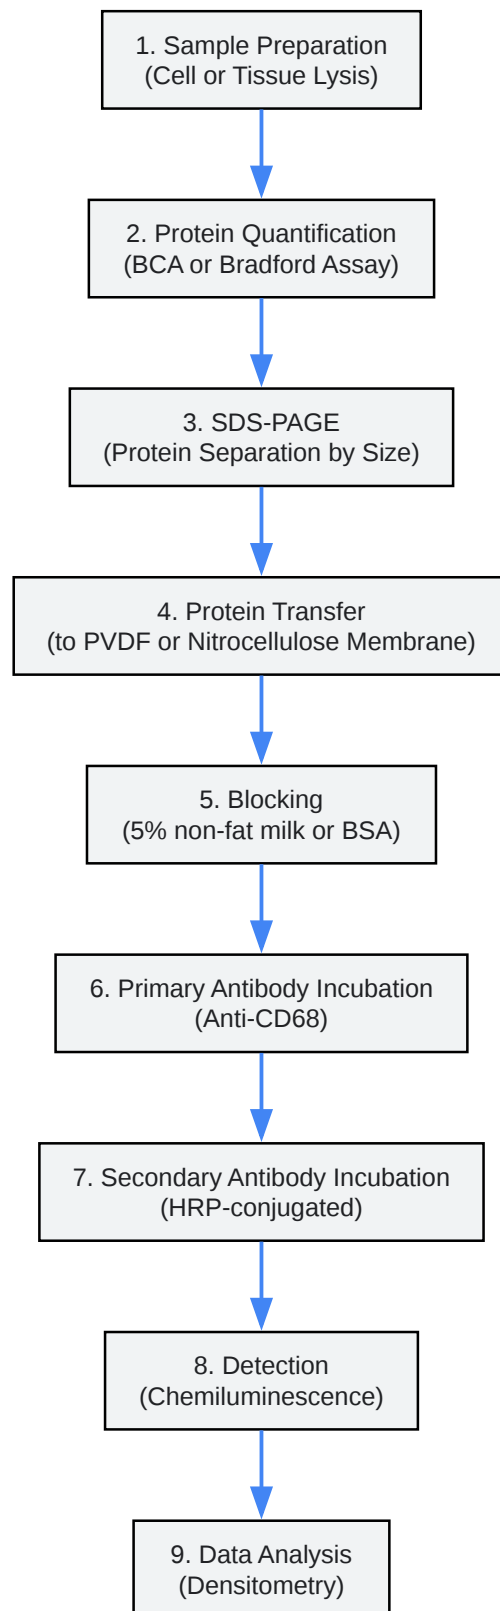 1. Sample Preparation
(Cell or Tissue Lysis)
2. Protein Quantification
(BCA or Bradford Assay)
3. SDS-PAGE
(Protein Separation by Size)
4. Protein Transfer
(to PVDF or Nitrocellulose Membrane)
5. Blocking
(5% non-fat milk or BSA)
6. Primary Antibody Incubation
(Anti-CD68)
7. Secondary Antibody Incubation
(HRP-conjugated)
8. Detection
(Chemiluminescence)
9. Data Analysis
(Densitometry)